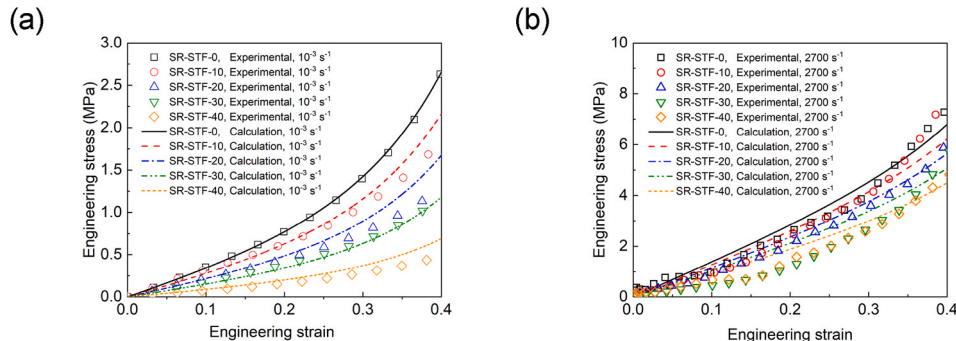 (a)
3.0
2.5
2.0
1.5
1.0
0.5
0.0
Engineering stress (MPa)
SR-STF-0, Experimental, 10⁻³ s⁻¹
SR-STF-10, Experimental, 10⁻³ s⁻¹
SR-STF-20, Experimental, 10⁻³ s⁻¹
SR-STF-30, Experimental, 10⁻³ s⁻¹
SR-STF-40, Experimental, 10⁻³ s⁻¹
SR-STF-0, Calculation, 10⁻³ s⁻¹
SR-STF-10, Calculation, 10⁻³ s⁻¹
SR-STF-20, Calculation, 10⁻³ s⁻¹
SR-STF-30, Calculation, 10⁻³ s⁻¹
SR-STF-40, Calculation, 10⁻³ s⁻¹
0.0 0.1 0.2 0.3 0.4
Engineering strain
(b)
10
8
6
4
2
0
Engineering stress (MPa)
SR-STF-0, Experimental, 2700 s⁻¹
SR-STF-10, Experimental, 2700 s⁻¹
SR-STF-20, Experimental, 2700 s⁻¹
SR-STF-30, Experimental, 2700 s⁻¹
SR-STF-40, Experimental, 2700 s⁻¹
SR-STF-0, Calculation, 2700 s⁻¹
SR-STF-10, Calculation, 2700 s⁻¹
SR-STF-20, Calculation, 2700 s⁻¹
SR-STF-30, Calculation, 2700 s⁻¹
SR-STF-40, Calculation, 2700 s⁻¹
0.0 0.1 0.2 0.3 0.4
Engineering strain